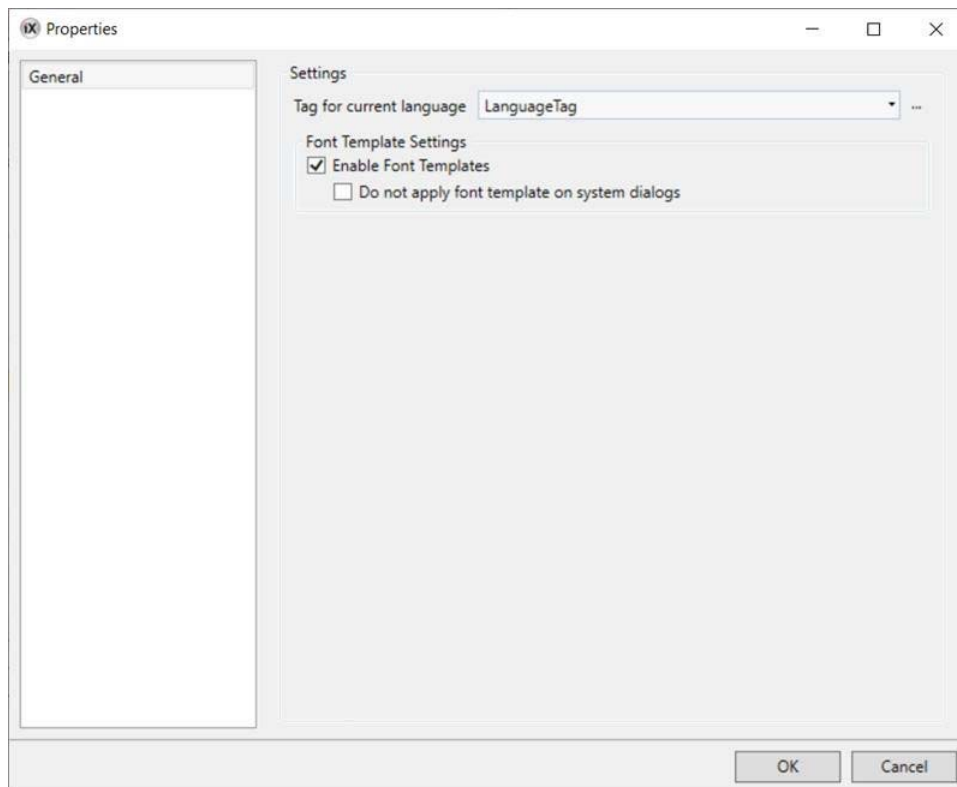 iX Properties
General
Settings
Tag for current language LanguageTag ...
Font Template Settings
Enable Font Templates
Do not apply font template on system dialogs
OK Cancel